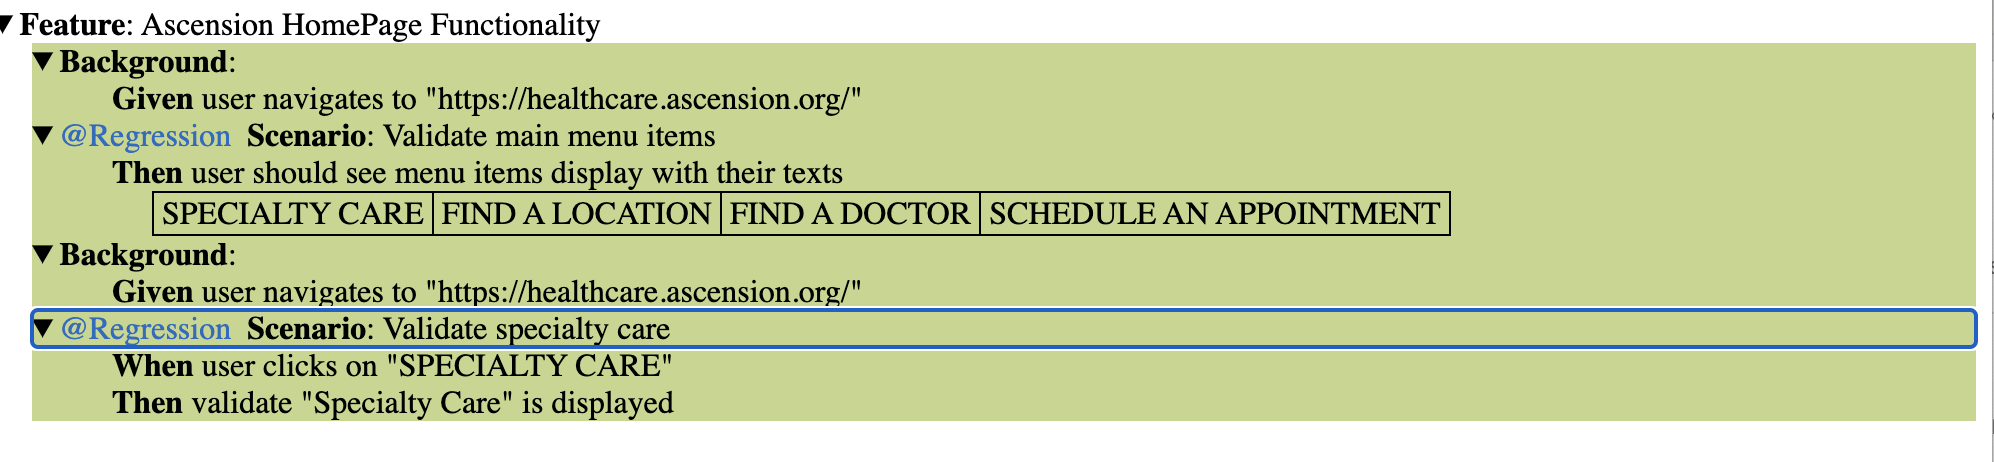 Feature: Ascension HomePage Functionality
Background:
Given user navigates to "https://healthcare.ascension.org/"
@Regression Scenario: Validate main menu items
Then user should see menu items display with their texts
SPECIALTY CARE FIND A LOCATION FIND A DOCTOR SCHEDULE AN APPOINTMENT
Background:
Given user navigates to "https://healthcare.ascension.org/"
@Regression Scenario: Validate specialty care
When user clicks on "SPECIALTY CARE"
Then validate "Specialty Care" is displayed